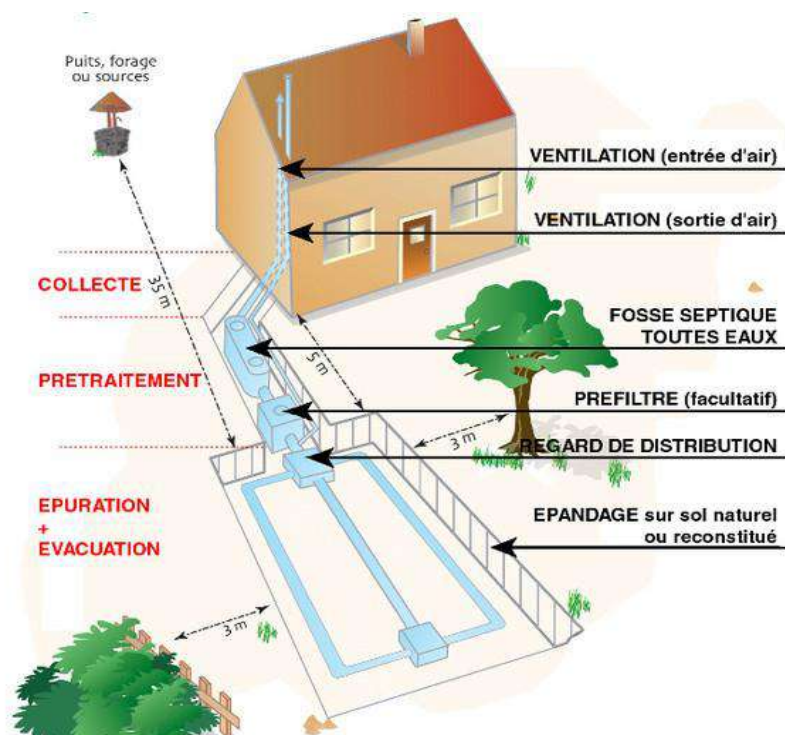 Puits, forage
ou sources
VENTILATION (entrée d'air)
VENTILATION (sortie d'air)
COLLECTE
35 m
FOSSE SEPTIQUE
TOUTES EAUX
5 m
PRETRAITEMENT
PREFILTRE (facultatif)
3 m
REGARD DE DISTRIBUTION
EPURATION
+
EVACUATION
EPANDAGE sur sol naturel
ou reconstitué
3 m